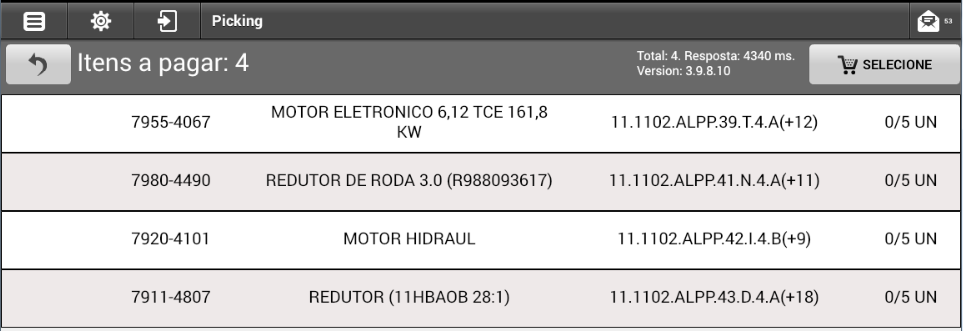 Picking
53
Itens a pagar: 4
Total: 4. Resposta: 4340 ms.
Version: 3.9.8.10
SELECIONE
7955-4067 MOTOR ELETRONICO 6,12 TCE 161,8 KW 11.1102.ALPP.39.T.4.A(+12) 0/5 UN
7980-4490 REDUTOR DE RODA 3.0 (R988093617) 11.1102.ALPP.41.N.4.A(+11) 0/5 UN
7920-4101 MOTOR HIDRAUL 11.1102.ALPP.42.I.4.B(+9) 0/5 UN
7911-4807 REDUTOR (11HBAOB 28:1) 11.1102.ALPP.43.D.4.A(+18) 0/5 UN